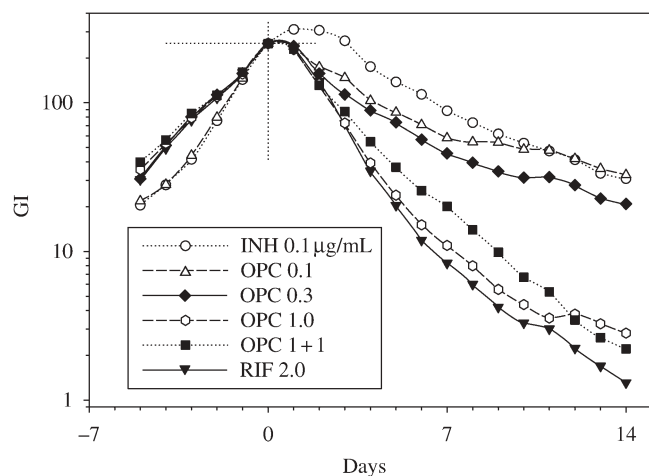 100
10
1
GI
INH 0.1 µg/mL
OPC 0.1
OPC 0.3
OPC 1.0
OPC 1+1
RIF 2.0
−7 0 7 14
Days